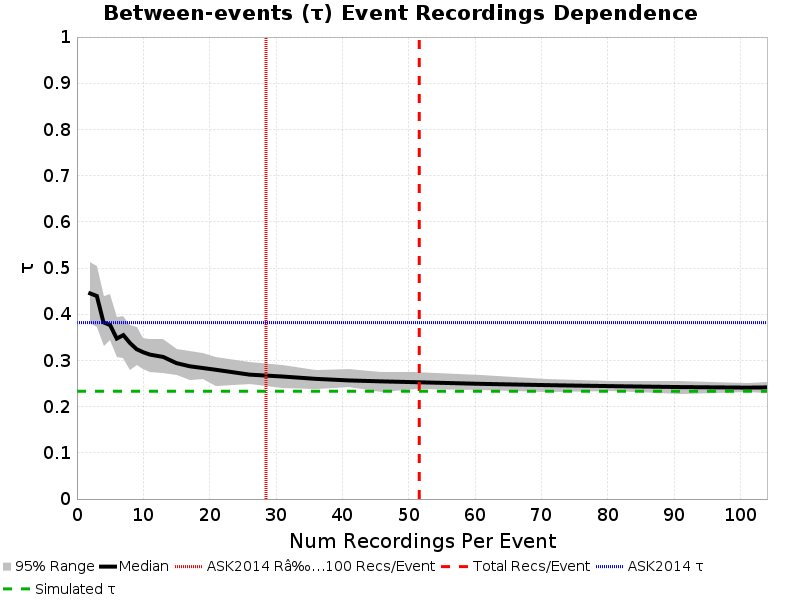 Between-events (τ) Event Recordings Dependence
1
0.9
0.8
0.7
0.6
0.5
0.4
0.3
0.2
0.1
0
τ
0 10 20 30 40 50 60 70 80 90 100
Num Recordings Per Event
95% Range Median ASK2014 Râ‰…100 Recs/Event Total Recs/Event ASK2014 τ
Simulated τ